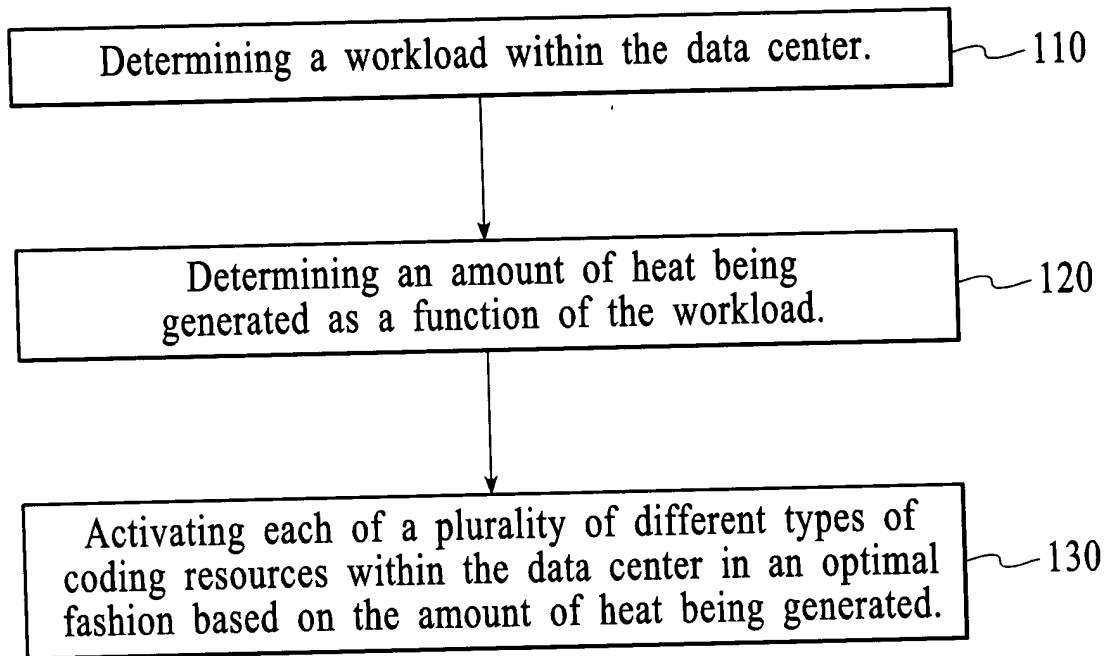 Determining a workload within the data center.
110
Determining an amount of heat being
generated as a function of the workload.
120
Activating each of a plurality of different types of
coding resources within the data center in an optimal
fashion based on the amount of heat being generated.
130